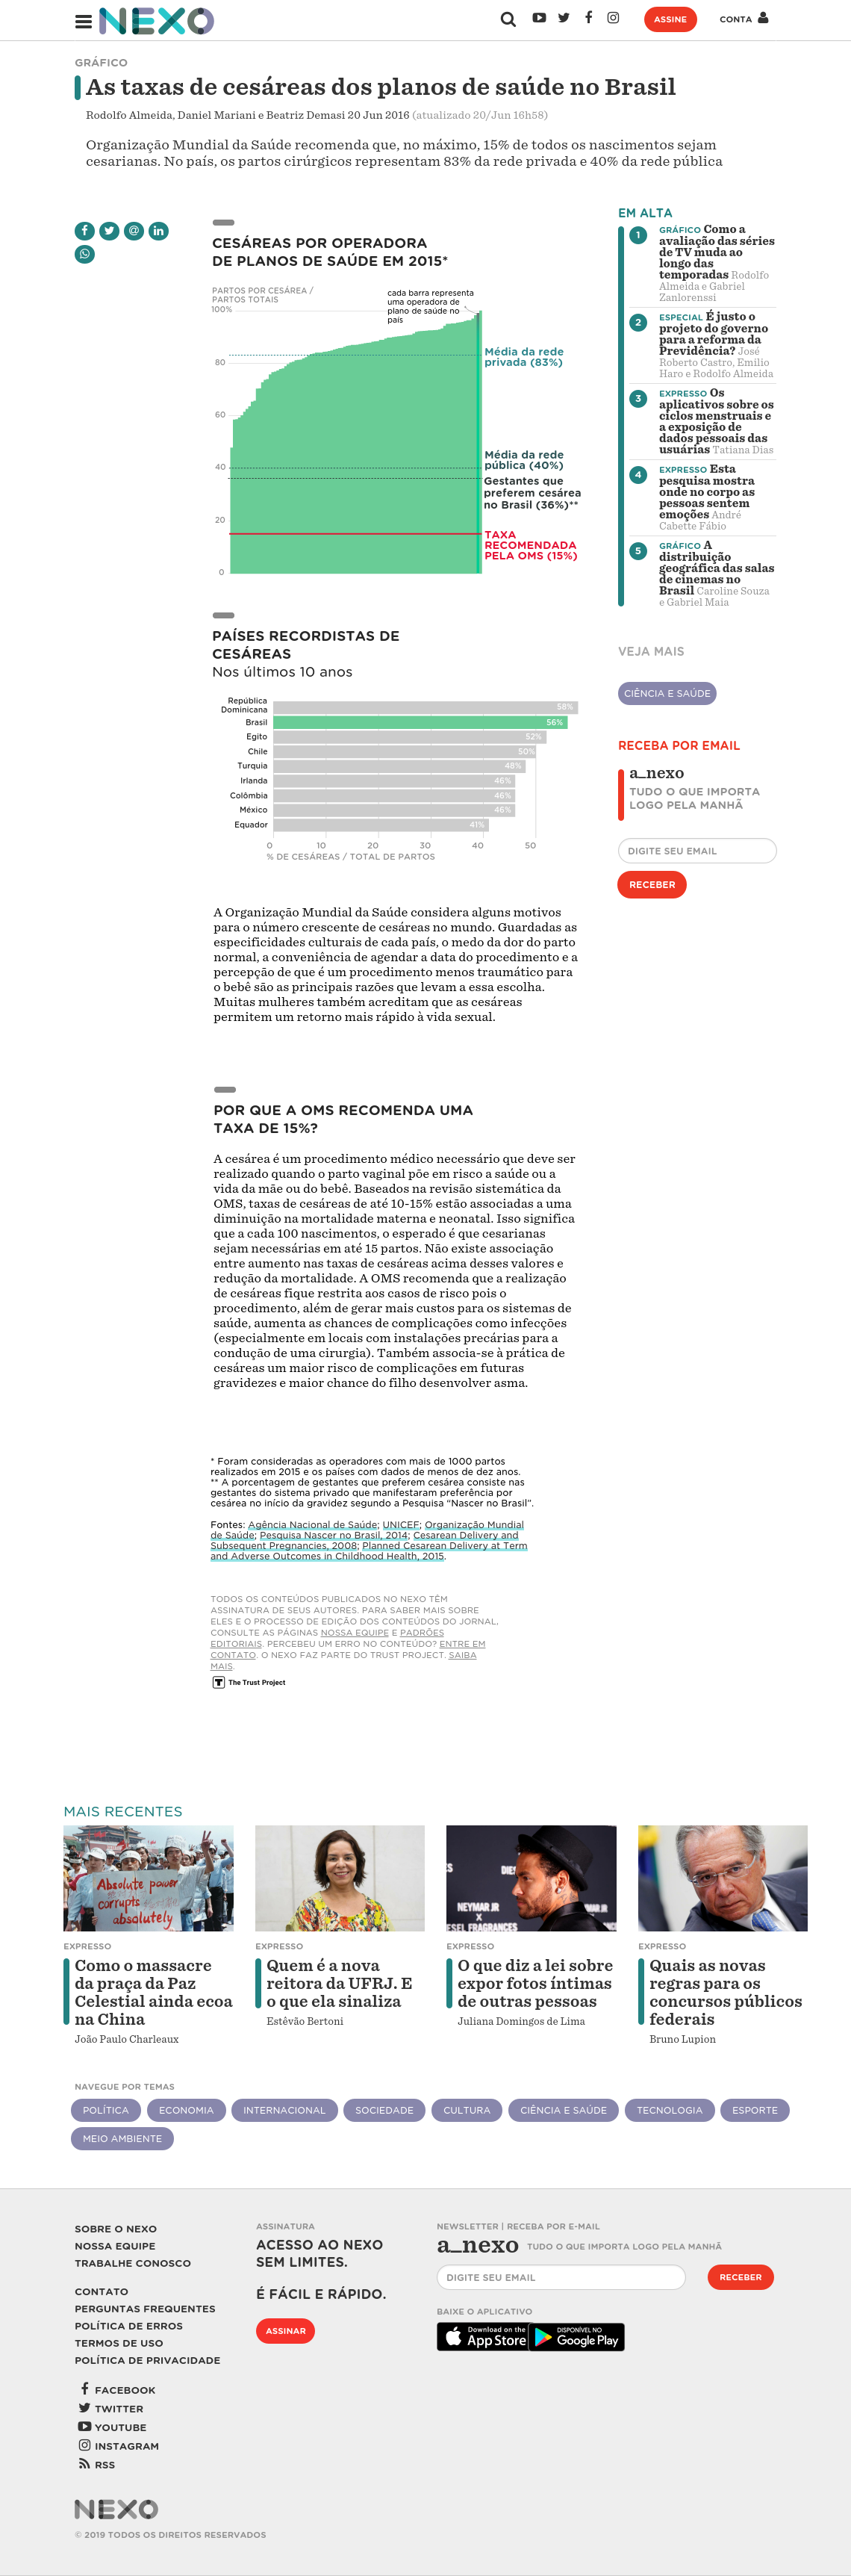 NEXO
ASSINE
CONTA
GRÁFICO
As taxas de cesáreas dos planos de saúde no Brasil
Rodolfo Almeida, Daniel Mariani e Beatriz Demasi 20 Jun 2016 (atualizado 20/Jun 16h58)
Organização Mundial da Saúde recomenda que, no máximo, 15% de todos os nascimentos sejam
cesarianas. No país, os partos cirúrgicos representam 83% da rede privada e 40% da rede pública
CESÁREAS POR OPERADORA
DE PLANOS DE SAÚDE EM 2015*
PARTOS POR CESÁREA /
PARTOS TOTAIS
100%
cada barra representa
uma operadora de
plano de saúde no
país
80
60
40
20
0
Média da rede
privada (83%)
Média da rede
pública (40%)
Gestantes que
preferem cesárea
no Brasil (36%)**
TAXA
RECOMENDADA
PELA OMS (15%)
PAÍSES RECORDISTAS DE
CESÁREAS
Nos últimos 10 anos
República
Dominicana 58%
Brasil 56%
Egito 52%
Chile 50%
Turquia 48%
Irlanda 46%
Colômbia 46%
México 46%
Equador 41%
0 10 20 30 40 50
% DE CESÁREAS / TOTAL DE PARTOS
A Organização Mundial da Saúde considera alguns motivos
para o número crescente de cesáreas no mundo. Guardadas as
especificidades culturais de cada país, o medo da dor do parto
normal, a conveniência de agendar a data do procedimento e a
percepção de que é um procedimento menos traumático para
o bebê são as principais razões que levam a essa escolha.
Muitas mulheres também acreditam que as cesáreas
permitem um retorno mais rápido à vida sexual.
POR QUE A OMS RECOMENDA UMA
TAXA DE 15%?
A cesárea é um procedimento médico necessário que deve ser
realizado quando o parto vaginal põe em risco a saúde ou a
vida da mãe ou do bebê. Baseados na revisão sistemática da
OMS, taxas de cesáreas de até 10-15% estão associadas a uma
diminuição na mortalidade materna e neonatal. Isso significa
que a cada 100 nascimentos, o esperado é que cesarianas
sejam necessárias em até 15 partos. Não existe associação
entre aumento nas taxas de cesáreas acima desses valores e
redução da mortalidade. A OMS recomenda que a realização
de cesáreas fique restrita aos casos de risco pois o
procedimento, além de gerar mais custos para os sistemas de
saúde, aumenta as chances de complicações como infecções
(especialmente em locais com instalações precárias para a
condução de uma cirurgia). Também associa-se à prática de
cesáreas um maior risco de complicações em futuras
gravidezes e maior chance do filho desenvolver asma.
* Foram consideradas as operadores com mais de 1000 partos
realizados em 2015 e os países com dados de menos de dez anos.
** A porcentagem de gestantes que preferem cesárea consiste nas
gestantes do sistema privado que manifestaram preferência por
cesárea no início da gravidez segundo a Pesquisa “Nascer no Brasil”.
Fontes: Agência Nacional de Saúde; UNICEF; Organização Mundial
de Saúde; Pesquisa Nascer no Brasil, 2014; Cesarean Delivery and
Subsequent Pregnancies, 2008; Planned Cesarean Delivery at Term
and Adverse Outcomes in Childhood Health, 2015.
TODOS OS CONTEÚDOS PUBLICADOS NO NEXO TÊM
ASSINATURA DE SEUS AUTORES. PARA SABER MAIS SOBRE
ELES E O PROCESSO DE EDIÇÃO DOS CONTEÚDOS DO JORNAL,
CONSULTE AS PÁGINAS NOSSA EQUIPE E PADRÕES
EDITORIAIS. PERCEBEU UM ERRO NO CONTEÚDO? ENTRE EM
CONTATO. O NEXO FAZ PARTE DO TRUST PROJECT. SAIBA
MAIS.
T The Trust Project
EM ALTA
1 GRÁFICO Como a
avaliação das séries
de TV muda ao
longo das
temporadas Rodolfo
Almeida e Gabriel
Zanlorenssi
2 ESPECIAL É justo o
projeto do governo
para a reforma da
Previdência? José
Roberto Castro, Emilio
Haro e Rodolfo Almeida
3 EXPRESSO Os
aplicativos sobre os
ciclos menstruais e
a exposição de
dados pessoais das
usuárias Tatiana Dias
4 EXPRESSO Esta
pesquisa mostra
onde no corpo as
pessoas sentem
emoções André
Cabette Fábio
5 GRÁFICO A
distribuição
geográfica das salas
de cinemas no
Brasil Caroline Souza
e Gabriel Maia
VEJA MAIS
CIÊNCIA E SAÚDE
RECEBA POR EMAIL
a_nexo
TUDO O QUE IMPORTA
LOGO PELA MANHÃ
DIGITE SEU EMAIL
RECEBER
MAIS RECENTES
Absolute power
corrupts
absolutely
DIESEL
NEYMAR JR
X
DIESEL FRAGRANCES
EXPRESSO
Como o massacre
da praça da Paz
Celestial ainda ecoa
na China
João Paulo Charleaux
EXPRESSO
Quem é a nova
reitora da UFRJ. E
o que ela sinaliza
Estêvão Bertoni
EXPRESSO
O que diz a lei sobre
expor fotos íntimas
de outras pessoas
Juliana Domingos de Lima
EXPRESSO
Quais as novas
regras para os
concursos públicos
federais
Bruno Lupion
NAVEGUE POR TEMAS
POLÍTICA ECONOMIA INTERNACIONAL SOCIEDADE CULTURA CIÊNCIA E SAÚDE TECNOLOGIA ESPORTE
MEIO AMBIENTE
SOBRE O NEXO
NOSSA EQUIPE
TRABALHE CONOSCO
CONTATO
PERGUNTAS FREQUENTES
POLÍTICA DE ERROS
TERMOS DE USO
POLÍTICA DE PRIVACIDADE
FACEBOOK
TWITTER
YOUTUBE
INSTAGRAM
RSS
ASSINATURA
ACESSO AO NEXO
SEM LIMITES.
É FÁCIL E RÁPIDO.
ASSINAR
NEWSLETTER | RECEBA POR E-MAIL
a_nexo TUDO O QUE IMPORTA LOGO PELA MANHÃ
DIGITE SEU EMAIL
RECEBER
BAIXE O APLICATIVO
Download on the
App Store
DISPONÍVEL NO
Google Play
NEXO
© 2019 TODOS OS DIREITOS RESERVADOS